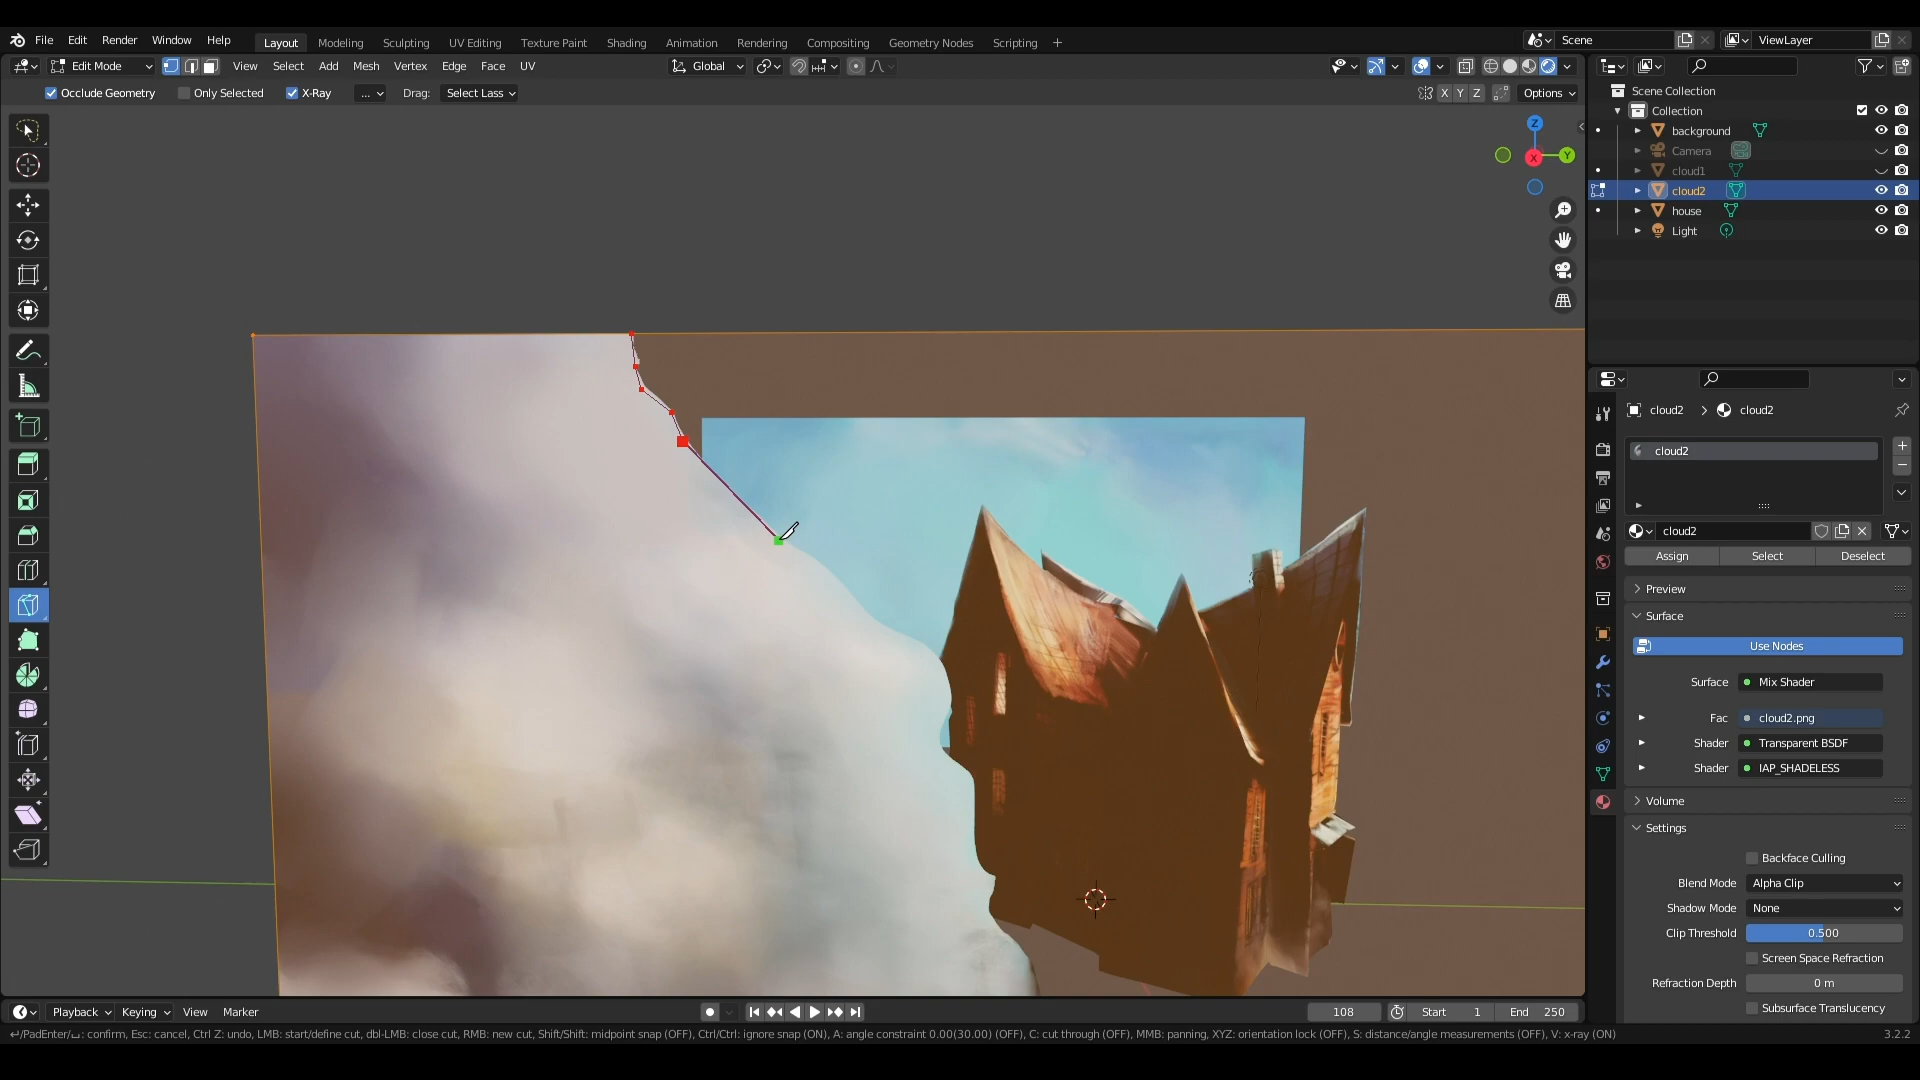 File Edit Render Window Help Layout Modeling Sculpting UV Editing Texture Paint Shading Animation Rendering Compositing Geometry Nodes Scripting + Scene ViewLayer
Edit Mode View Select Add Mesh Vertex Edge Face UV Global
Occlude Geometry Only Selected X-Ray ... Drag: Select Lass X Y Z Options
Scene Collection
Collection
background
Camera
cloud1
cloud2
house
Light
Z
X
Y
cloud2 > cloud2
cloud2
cloud2
Assign Select Deselect
Preview
Surface
Use Nodes
Surface Mix Shader
Fac cloud2.png
Shader Transparent BSDF
Shader IAP_SHADELESS
Volume
Settings
Backface Culling
Blend Mode Alpha Clip
Shadow Mode None
Clip Threshold 0.500
Screen Space Refraction
Refraction Depth 0 m
Subsurface Translucency
Playback Keying View Marker 108 Start 1 End 250
↵/PadEnter/⎵: confirm, Esc: cancel, Ctrl Z: undo, LMB: start/define cut, dbl-LMB: close cut, RMB: new cut, Shift/Shift: midpoint snap (OFF), Ctrl/Ctrl: ignore snap (ON), A: angle constraint 0.00(30.00) (OFF), C: cut through (OFF), MMB: panning, XYZ: orientation lock (OFF), S: distance/angle measurements (OFF), V: x-ray (ON) 3.2.2